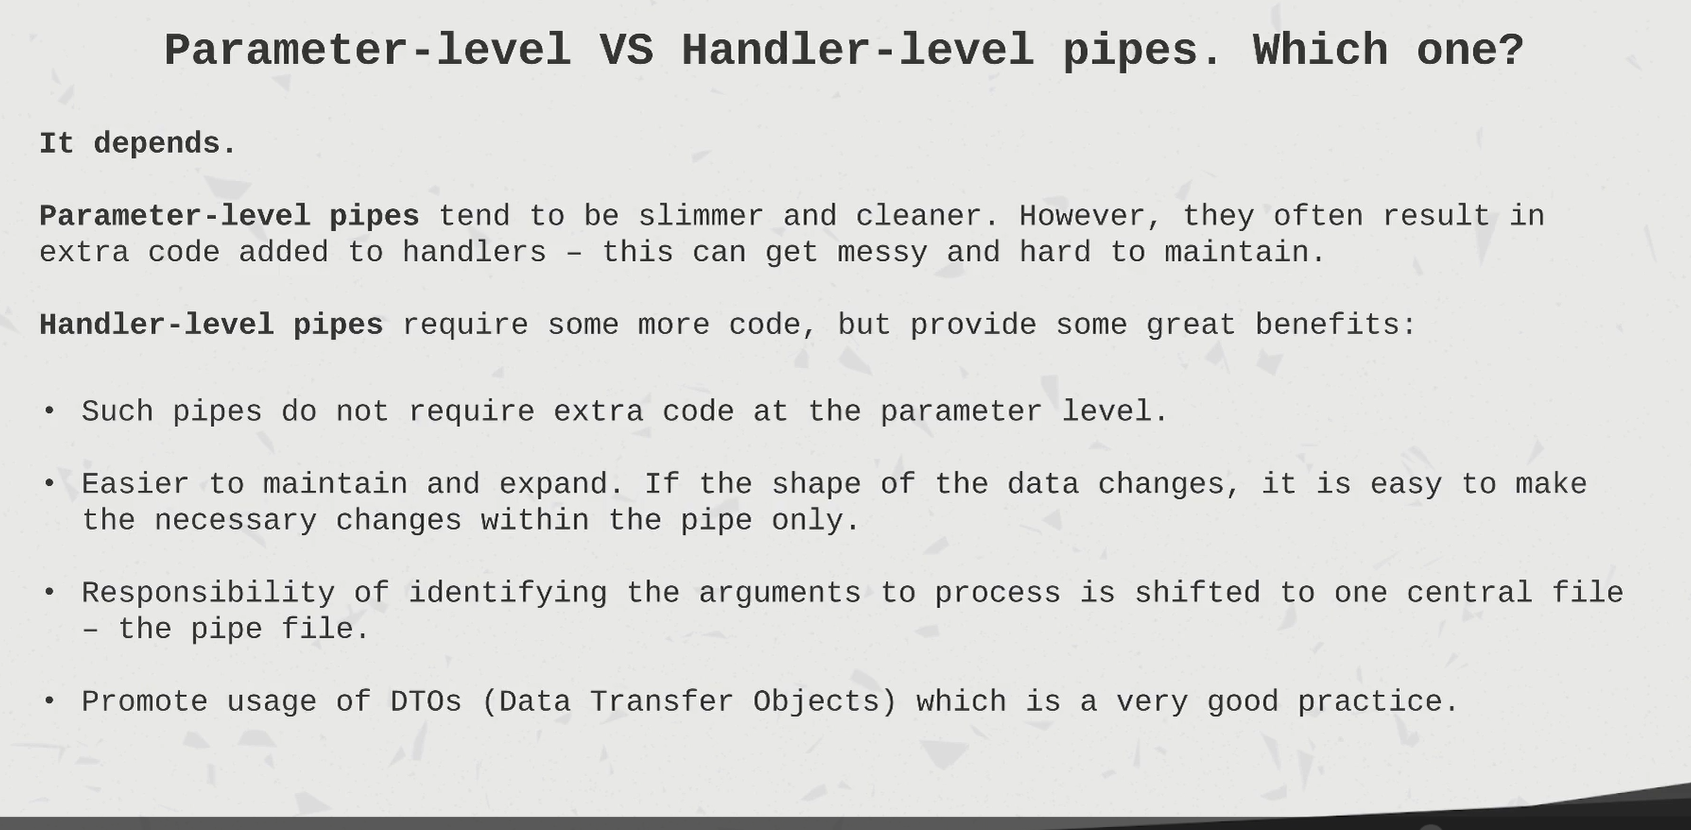 Parameter-level VS Handler-level pipes. Which one?
It depends.
Parameter-level pipes tend to be slimmer and cleaner. However, they often result in
extra code added to handlers – this can get messy and hard to maintain.
Handler-level pipes require some more code, but provide some great benefits:
• Such pipes do not require extra code at the parameter level.
• Easier to maintain and expand. If the shape of the data changes, it is easy to make
the necessary changes within the pipe only.
• Responsibility of identifying the arguments to process is shifted to one central file
– the pipe file.
• Promote usage of DTOs (Data Transfer Objects) which is a very good practice.